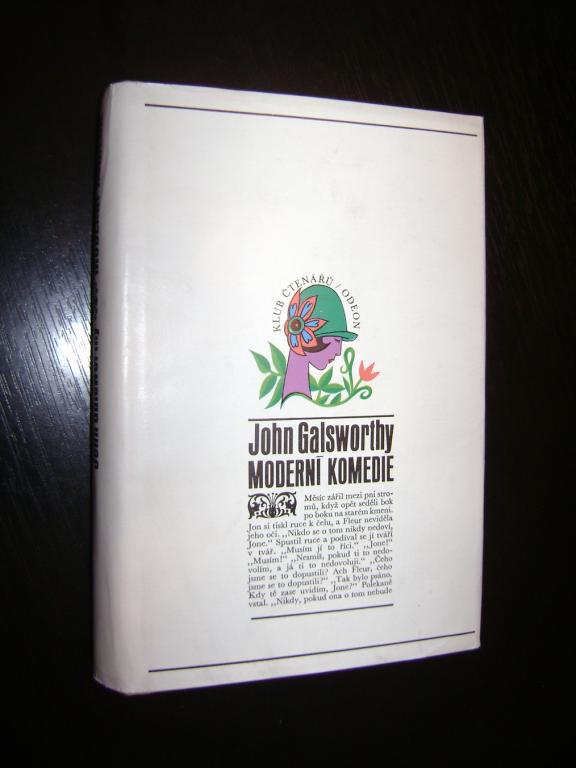 KLUB ČTENÁŘŮ / ODEON
John Galsworthy
MODERNÍ KOMEDIE
Měsíc zářil mezi pni stro-
mů, když opět seděli bok
po boku na starém kmeni.
Jon si tiskl ruce k čelu, a Fleur neviděla
jeho oči. „Nikdo se o tom nikdy nedoví,
Jone.“ Spustil ruce a podíval se jí tváří
v tvář. „Musím jí to říci.“ „Jone!“
„Musím!“ „Nesmíš, pokud ti to nedo-
volím, a já ti to nedovoluji.“ „Čeho
jsme se to dopustili? Ach Fleur, čeho
jsme se to dopustili?“ „Tak bylo psáno.
Kdy tě zase uvidím, Jone?“ Polekaně
vstal. „Nikdy, pokud ona o tom nebude
John Galsworthy